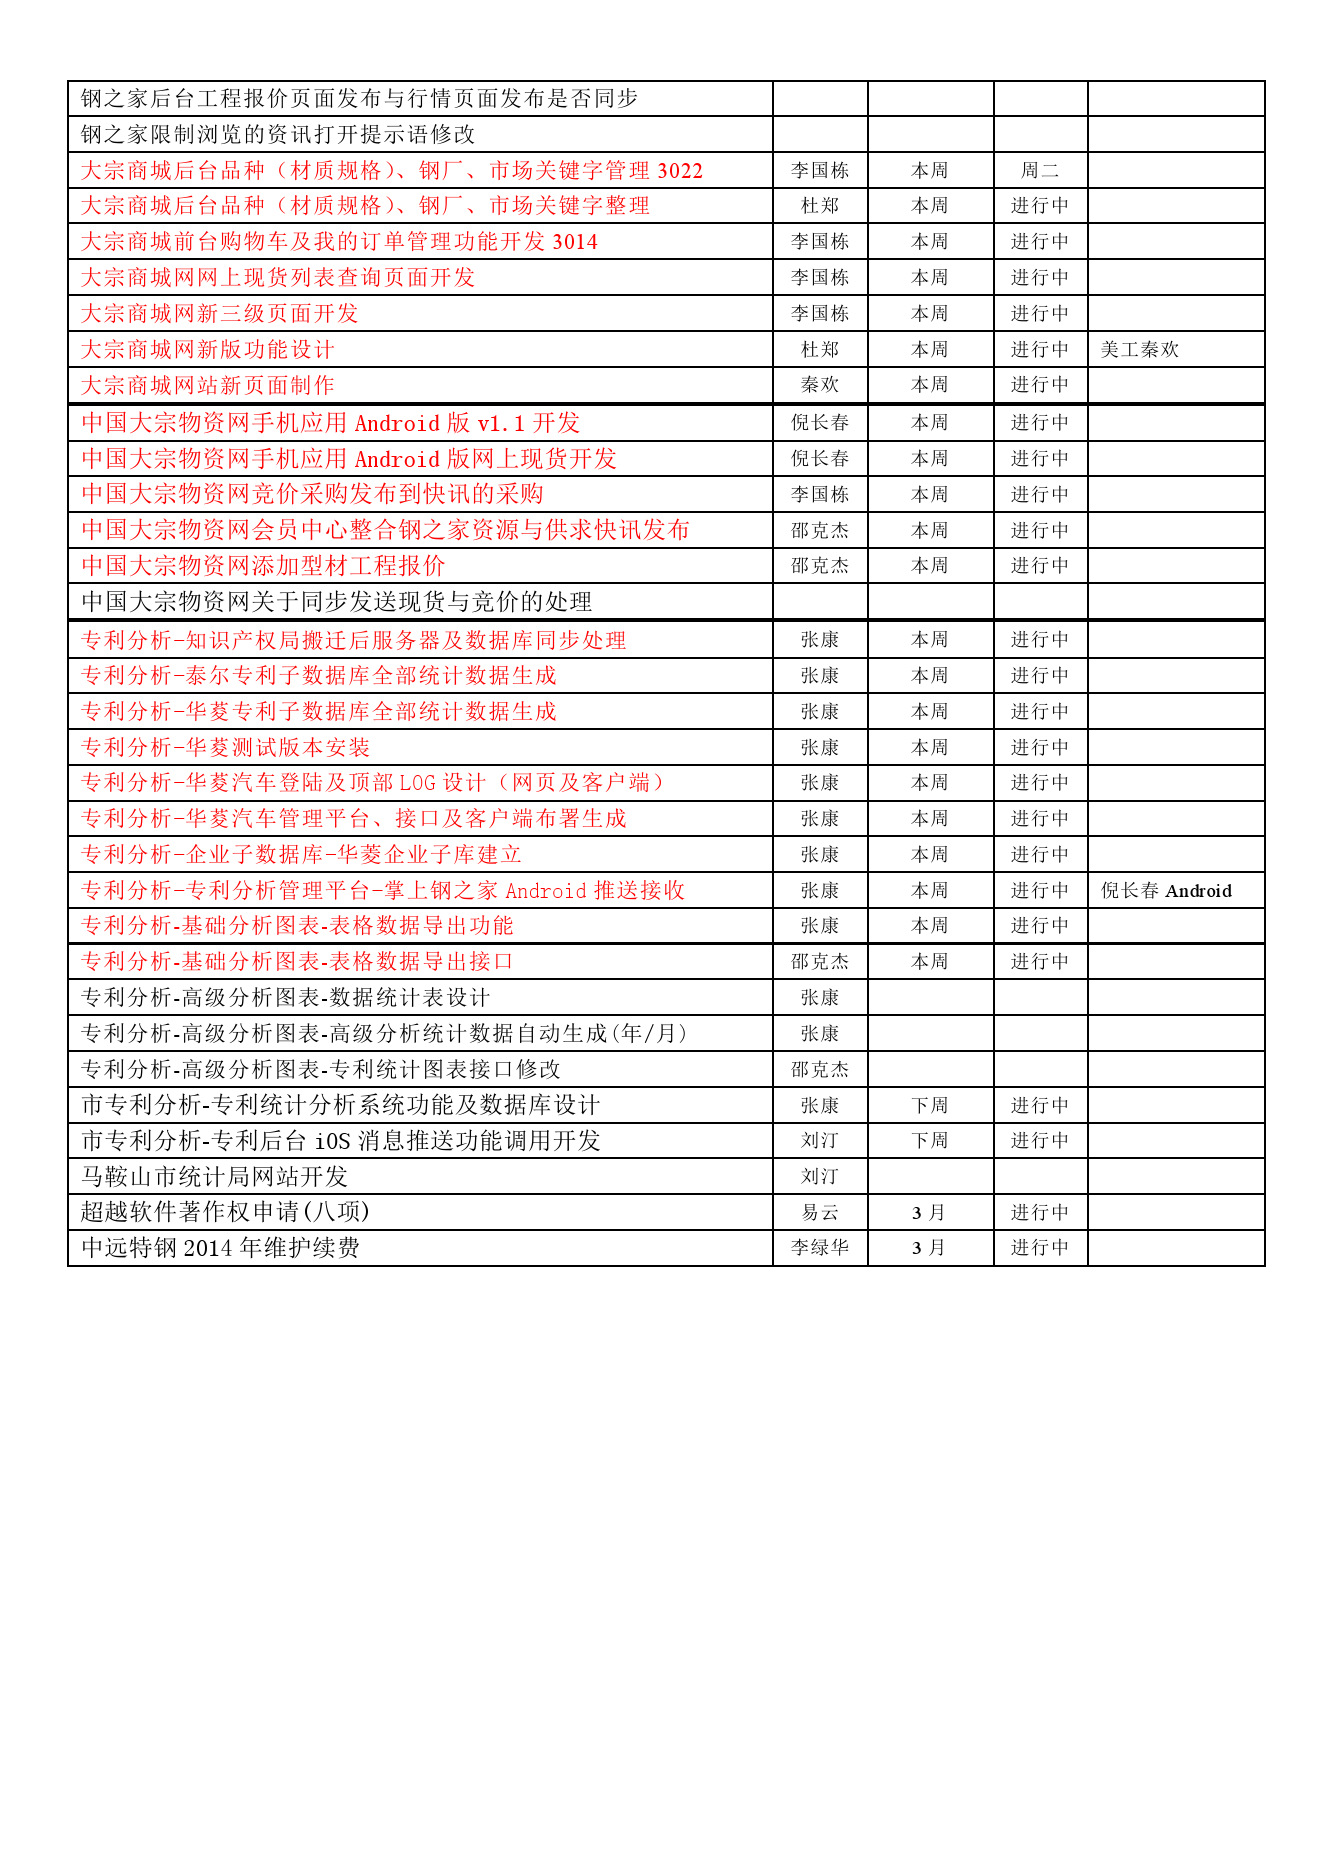 钢之家后台工程报价页面发布与行情页面发布是否同步
钢之家限制浏览的资讯打开提示语修改
大宗商城后台品种（材质规格）、钢厂、市场关键字管理 3022 李国栋 本周 周二
大宗商城后台品种（材质规格）、钢厂、市场关键字整理 杜郑 本周 进行中
大宗商城前台购物车及我的订单管理功能开发 3014 李国栋 本周 进行中
大宗商城网网上现货列表查询页面开发 李国栋 本周 进行中
大宗商城网新三级页面开发 李国栋 本周 进行中
大宗商城网新版功能设计 杜郑 本周 进行中 美工秦欢
大宗商城网站新页面制作 秦欢 本周 进行中
中国大宗物资网手机应用 Android 版 v1.1 开发 倪长春 本周 进行中
中国大宗物资网手机应用 Android 版网上现货开发 倪长春 本周 进行中
中国大宗物资网竞价采购发布到快讯的采购 李国栋 本周 进行中
中国大宗物资网会员中心整合钢之家资源与供求快讯发布 邵克杰 本周 进行中
中国大宗物资网添加型材工程报价 邵克杰 本周 进行中
中国大宗物资网关于同步发送现货与竞价的处理
专利分析-知识产权局搬迁后服务器及数据库同步处理 张康 本周 进行中
专利分析-泰尔专利子数据库全部统计数据生成 张康 本周 进行中
专利分析-华菱专利子数据库全部统计数据生成 张康 本周 进行中
专利分析-华菱测试版本安装 张康 本周 进行中
专利分析-华菱汽车登陆及顶部 LOG 设计（网页及客户端） 张康 本周 进行中
专利分析-华菱汽车管理平台、接口及客户端布署生成 张康 本周 进行中
专利分析-企业子数据库-华菱企业子库建立 张康 本周 进行中
专利分析-专利分析管理平台-掌上钢之家 Android 推送接收 张康 本周 进行中 倪长春 Android
专利分析-基础分析图表-表格数据导出功能 张康 本周 进行中
专利分析-基础分析图表-表格数据导出接口 邵克杰 本周 进行中
专利分析-高级分析图表-数据统计表设计 张康
专利分析-高级分析图表-高级分析统计数据自动生成(年/月) 张康
专利分析-高级分析图表-专利统计图表接口修改 邵克杰
市专利分析-专利统计分析系统功能及数据库设计 张康 下周 进行中
市专利分析-专利后台 iOS 消息推送功能调用开发 刘汀 下周 进行中
马鞍山市统计局网站开发 刘汀
超越软件著作权申请(八项) 易云 3 月 进行中
中远特钢 2014 年维护续费 李绿华 3 月 进行中